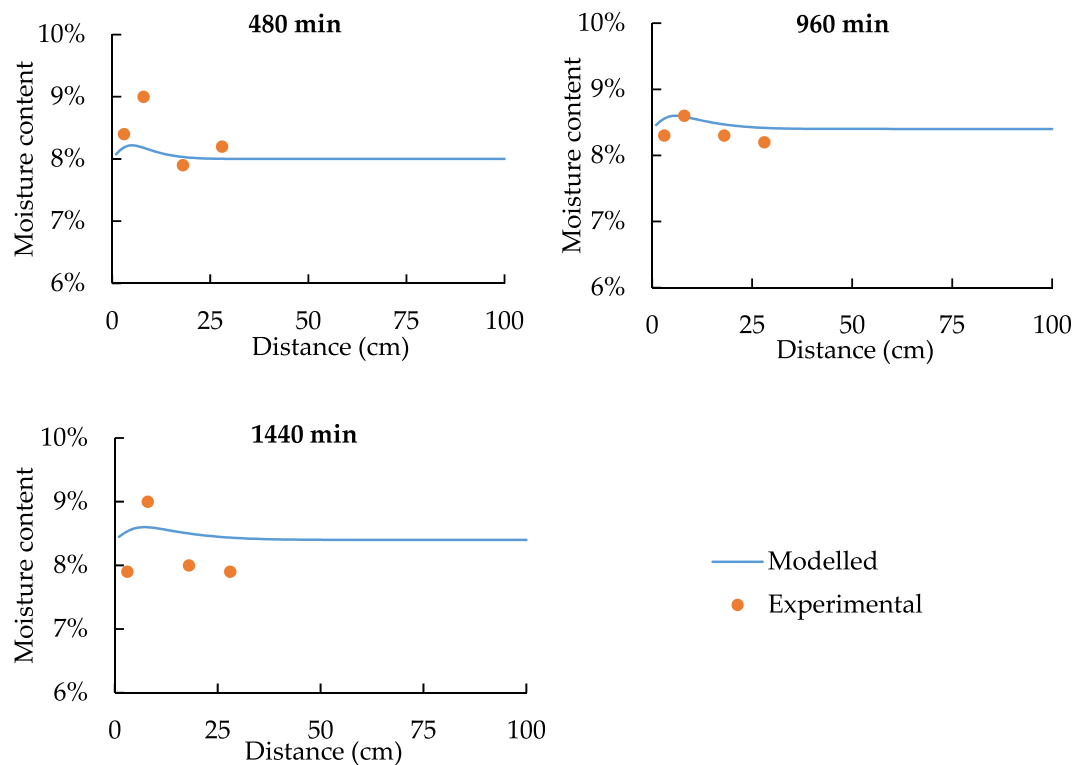 480 min
10%
9%
8%
7%
6%
Moisture content
0 25 50 75 100
Distance (cm)
960 min
10%
9%
8%
7%
6%
Moisture content
0 25 50 75 100
Distance (cm)
1440 min
10%
9%
8%
7%
6%
Moisture content
0 25 50 75 100
Distance (cm)
Modelled
Experimental